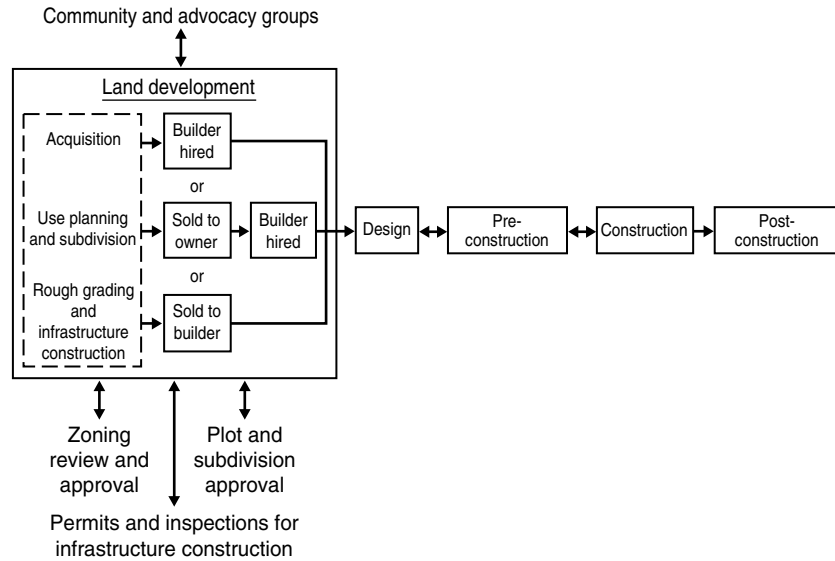 Community and advocacy groups
Land development
Acquisition
Builder
hired
or
Use planning
and subdivision
Sold to
owner
Builder
hired
Design
Pre-
construction
Construction
Post-
construction
or
Rough grading
and
infrastructure
construction
Sold to
builder
Zoning
review and
approval
Plot and
subdivision
approval
Permits and inspections for
infrastructure construction